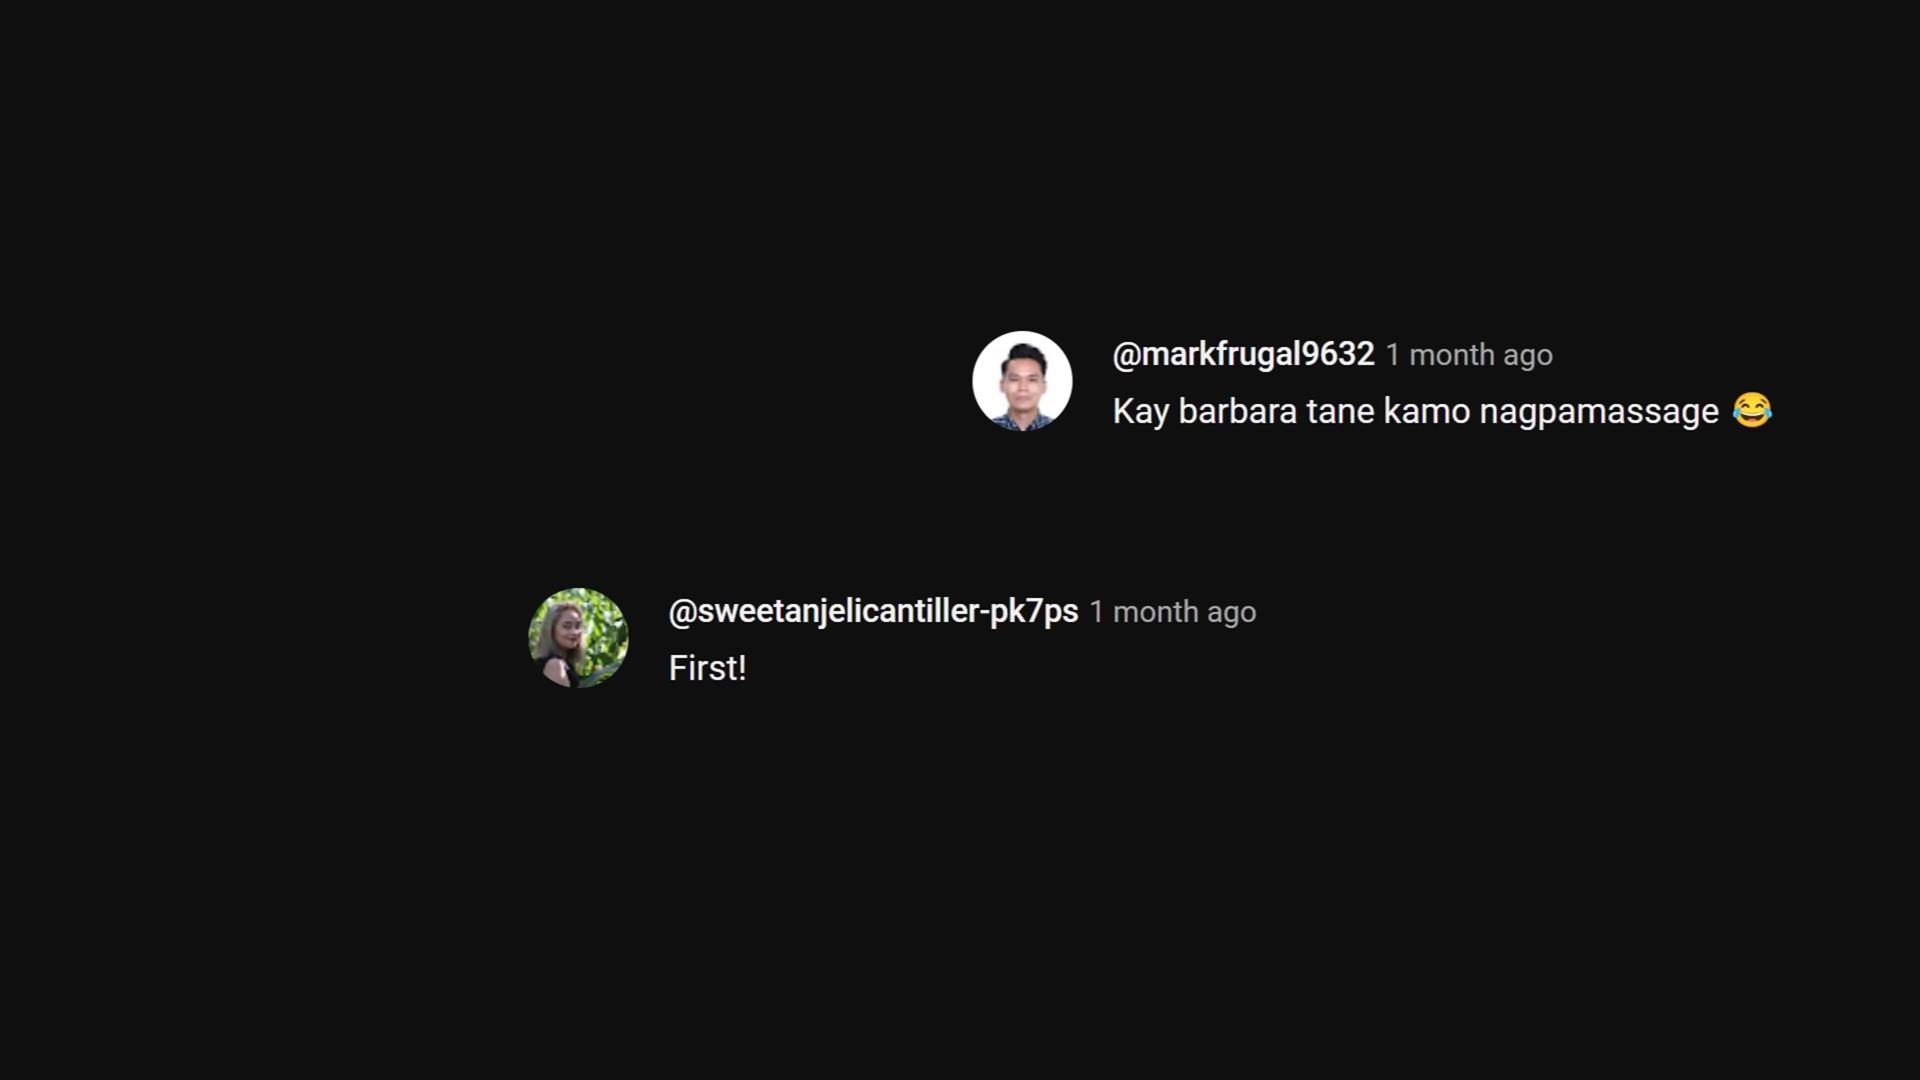 @markfrugal9632 1 month ago
Kay barbara tane kamo nagpamassage 😂
@sweetanjelicantiller-pk7ps 1 month ago
First!